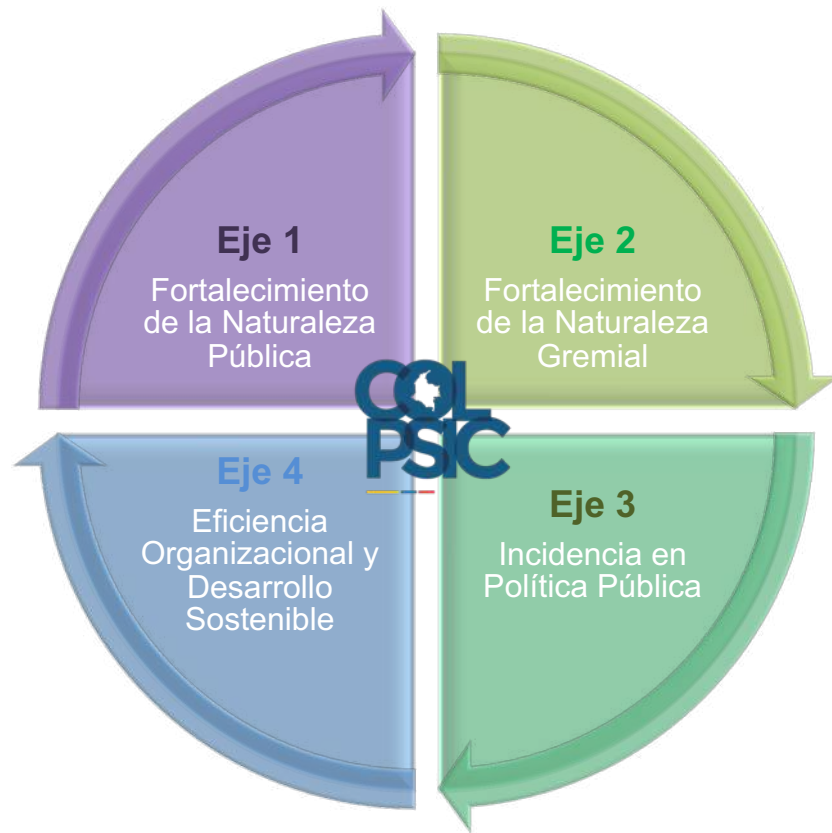 Eje 1
Fortalecimiento
de la Naturaleza
Pública
Eje 2
Fortalecimiento
de la Naturaleza
Gremial
COL
PSIC
Eje 3
Incidencia en
Política Pública
Eje 4
Eficiencia
Organizacional y
Desarrollo
Sostenible